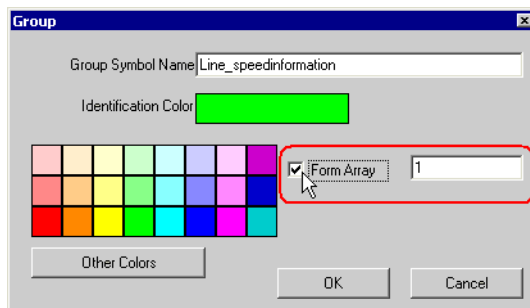 Group
Group Symbol Name Line_speedinformation
Identification Color
Form Array 1
Other Colors
OK Cancel